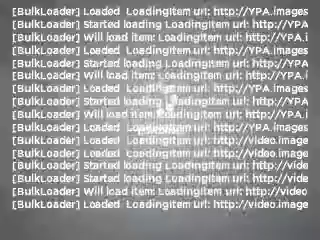 [BulkLoader] Loaded LoadingItem url: http://YPA.images
[BulkLoader] Started loading LoadingItem url: http://YPA
[BulkLoader] Will load item: LoadingItem url: http://YPA.i
[BulkLoader] Loaded LoadingItem url: http://YPA.images
[BulkLoader] Started loading LoadingItem url: http://YPA
[BulkLoader] Will load item: LoadingItem url: http://YPA.i
[BulkLoader] Loaded LoadingItem url: http://YPA.images
[BulkLoader] Started loading LoadingItem url: http://YPA
[BulkLoader] Will load item: LoadingItem url: http://YPA.i
[BulkLoader] Loaded LoadingItem url: http://YPA.images
[BulkLoader] Loaded LoadingItem url: http://video.image
[BulkLoader] Loaded LoadingItem url: http://video.image
[BulkLoader] Started loading LoadingItem url: http://vide
[BulkLoader] Started loading LoadingItem url: http://vide
[BulkLoader] Will load item: LoadingItem url: http://video
[BulkLoader] Loaded LoadingItem url: http://video.image